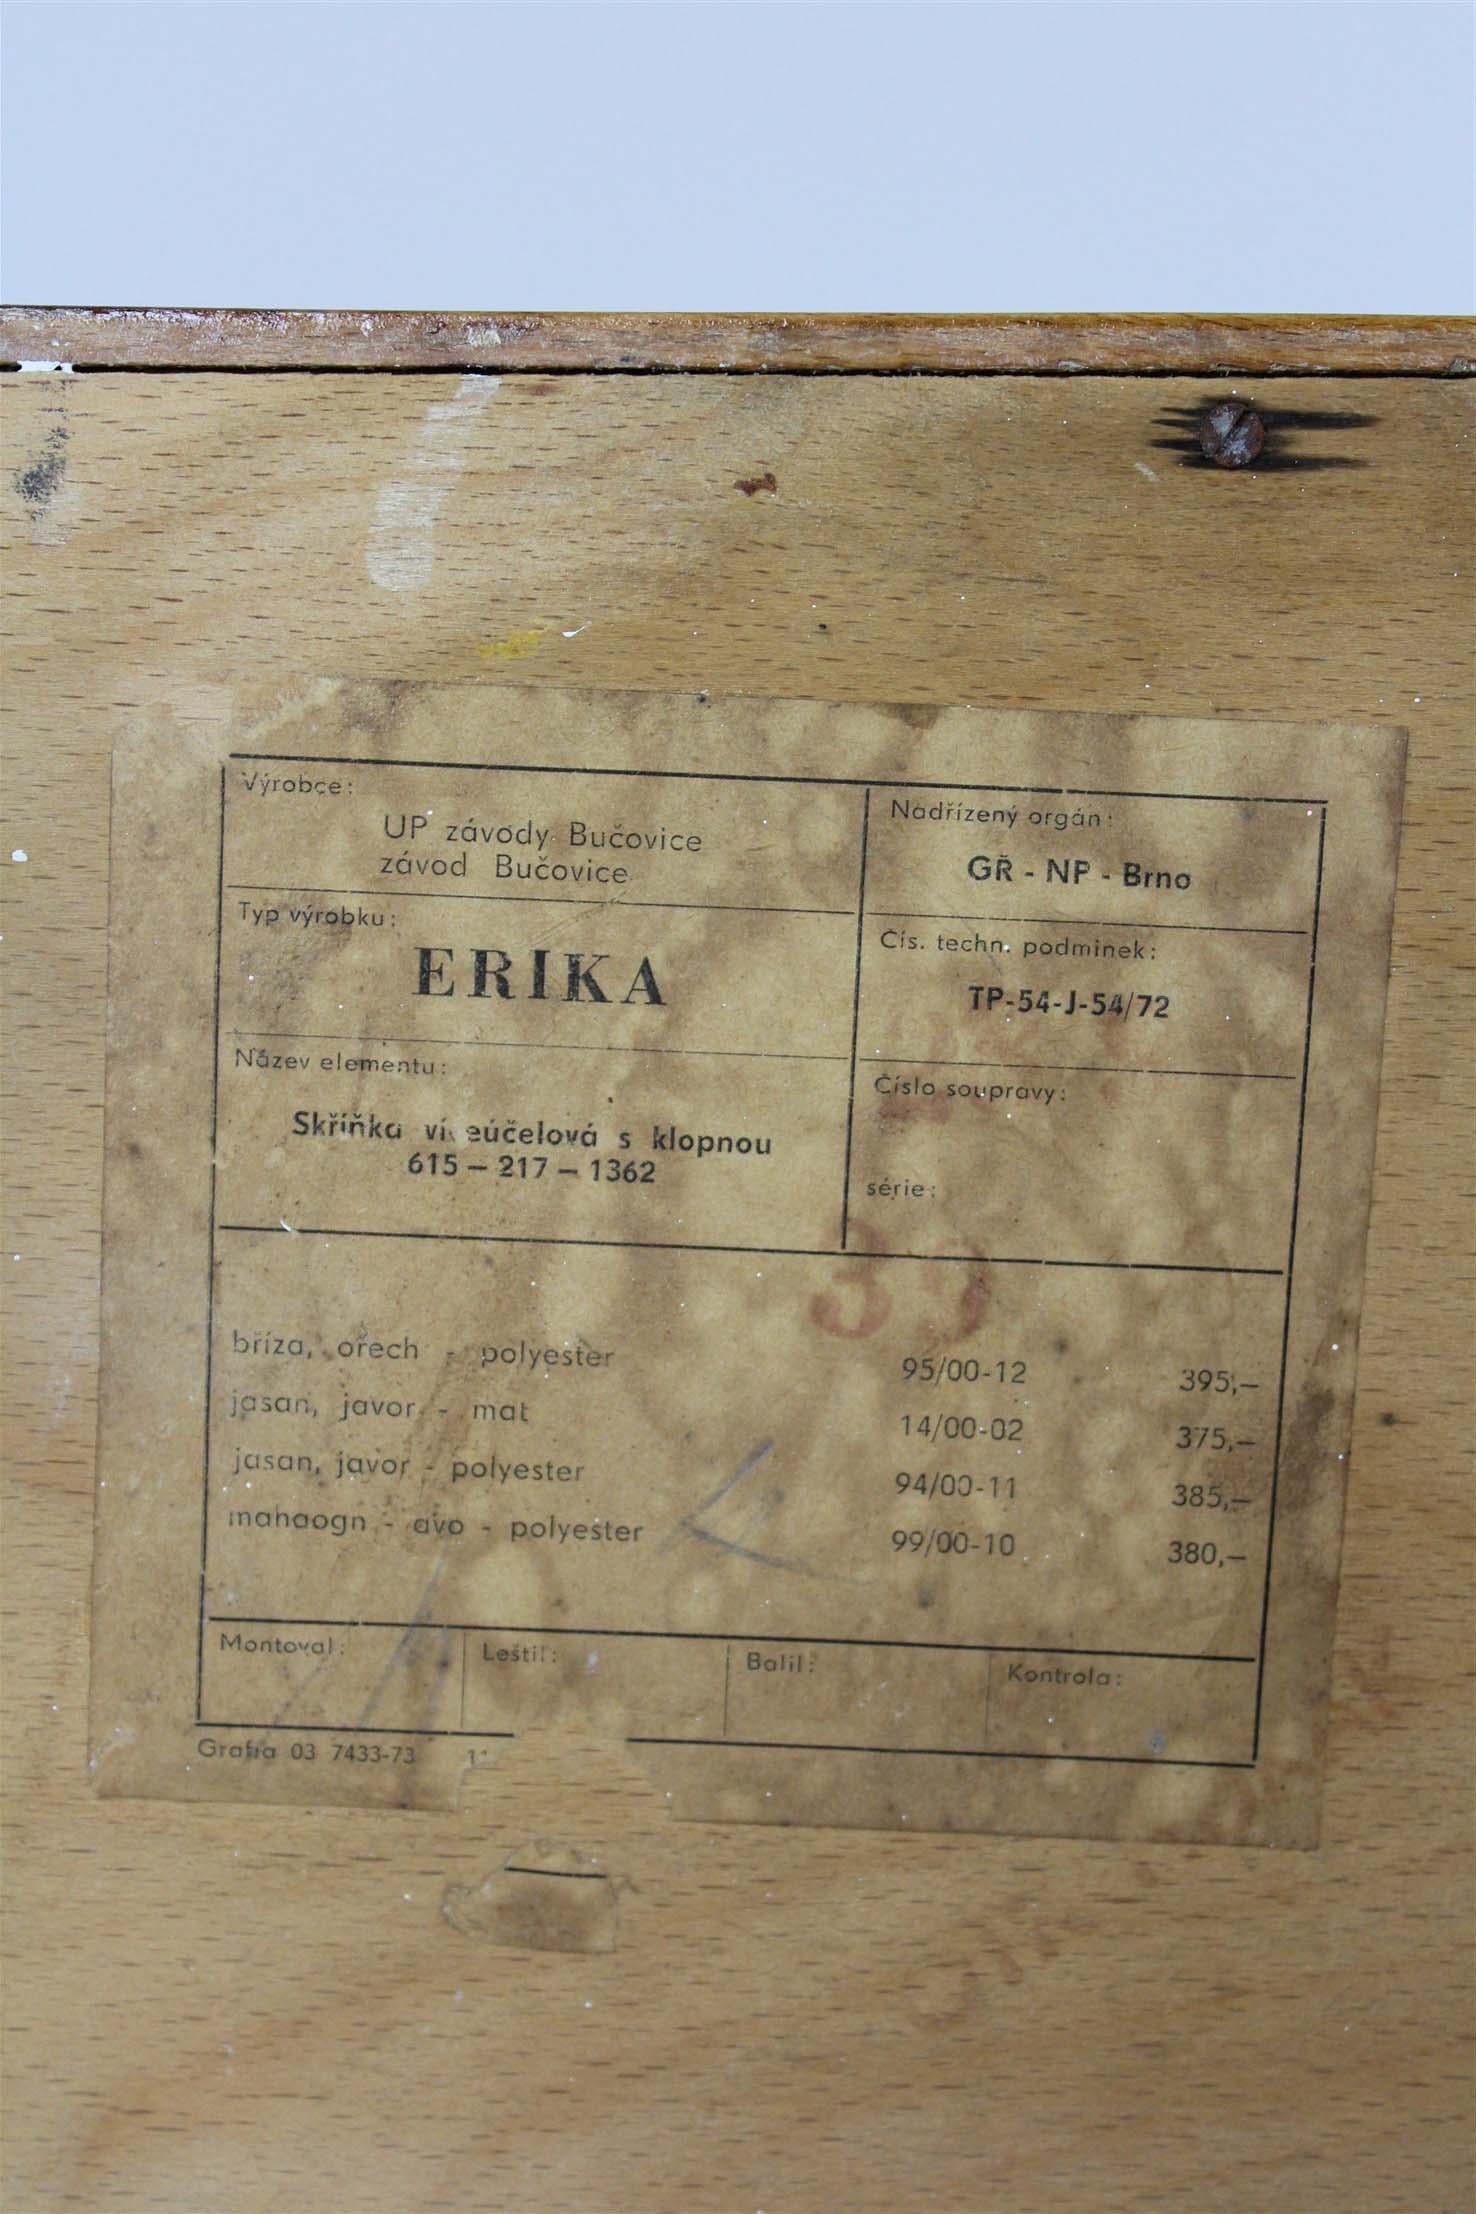 Výrobce:
UP závody Bučovice
závod Bučovice
Nadřízený orgán:
GŘ - NP - Brno
Typ výrobku:
ERIKA
Čís. techn. podmínek:
TP-54-J-54/72
Název elementu:
Skříňka víceúčelová s klopnou
615 – 217 – 1362
Číslo soupravy:
série:
39
bříza, ořech - polyester 95/00-12 395,–
jasan, javor - mat 14/00-02 375,–
jasan, javor - polyester 94/00-11 385,–
mahaogn - avo - polyester 99/00-10 380,–
Montoval:
Leštil:
Balil:
Kontrola:
Grafia 03 7433-73